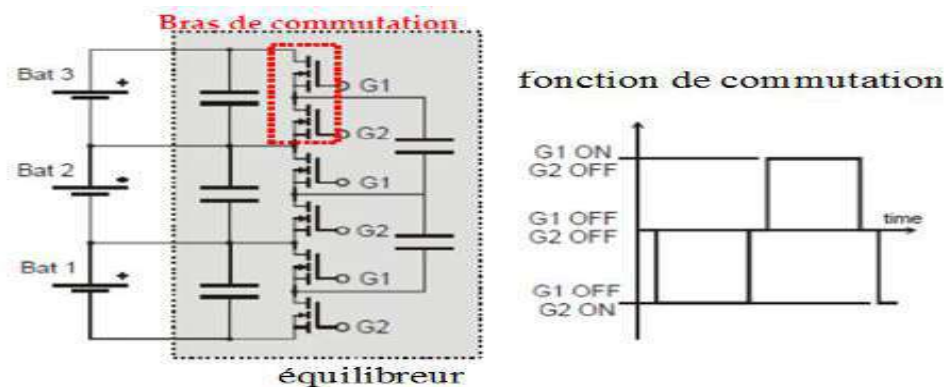 Bras de commutation
Bat 3
G1
G2
Bat 2
G1
G2
Bat 1
G1
G2
équilibreur
fonction de commutation
G1 ON
G2 OFF
G1 OFF
G2 OFF
time
G1 OFF
G2 ON